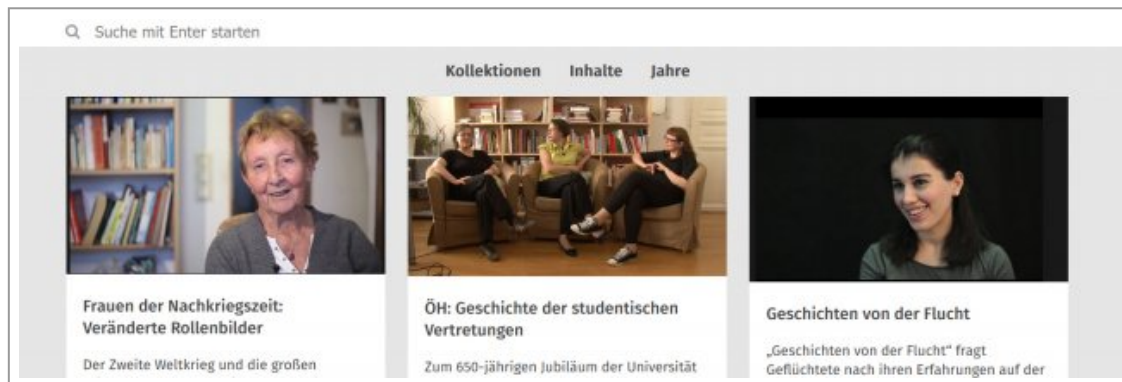 Suche mit Enter starten
Kollektionen Inhalte Jahre
Frauen der Nachkriegszeit:
Veränderte Rollenbilder
Der Zweite Weltkrieg und die großen
ÖH: Geschichte der studentischen
Vertretungen
Zum 650-jährigen Jubiläum der Universität
Geschichten von der Flucht
„Geschichten von der Flucht“ fragt
Geflüchtete nach ihren Erfahrungen auf der